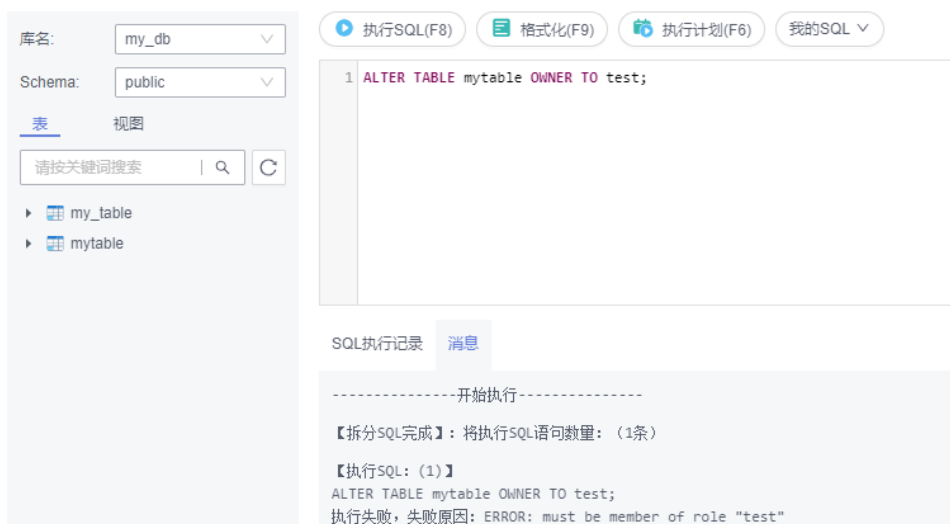 库名:
my_db
Schema:
public
表
视图
请按关键词搜索
my_table
mytable
执行SQL(F8)
格式化(F9)
执行计划(F6)
我的SQL
1 ALTER TABLE mytable OWNER TO test;
SQL执行记录
消息
---------------开始执行---------------
【拆分SQL完成】：将执行SQL语句数量：（1条）
【执行SQL：(1)】
ALTER TABLE mytable OWNER TO test;
执行失败，失败原因：ERROR: must be member of role "test"